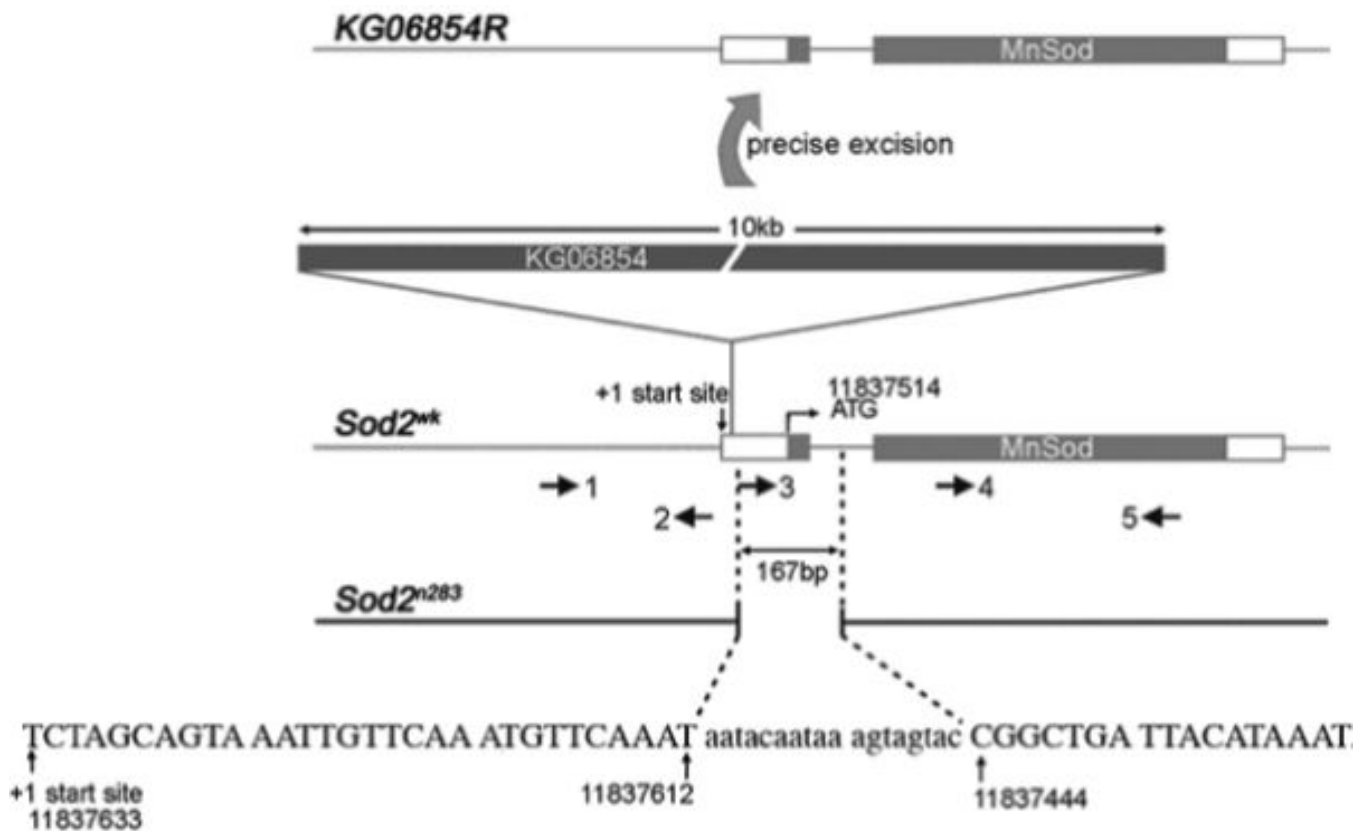 KG06854R
MnSod
precise excision
10kb
KG06854
+1 start site
11837514
ATG
Sod2wk
MnSod
1
3
4
2
5
167bp
Sod2n283
TCTAGCAGTA AATTGTTCAA ATGTTCAAAT aatacaataa agtagtac CGGCTGA TTACATAAAT
+1 start site
11837633
11837612
11837444